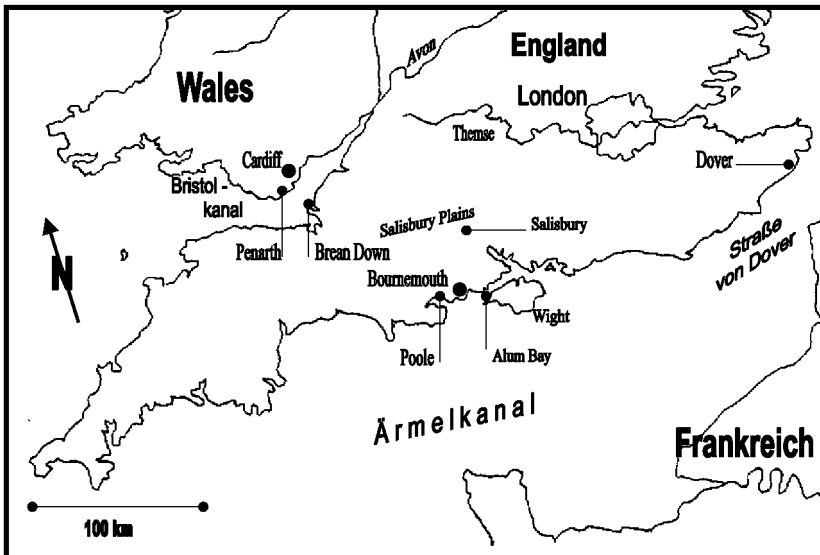 Avon
England
Wales
London
Themse
Cardiff
Dover
Bristol -
kanal
Salisbury Plains
Salisbury
Straße
von Dover
Penarth
Brean Down
N
Bournemouth
Wight
Poole
Alum Bay
Ärmelkanal
Frankreich
100 km